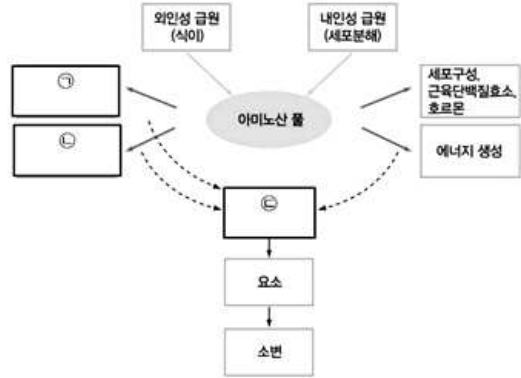 외인성 급원
(식이)
내인성 급원
(세포분해)
㉠
아미노산 풀
세포구성,
근육단백질효소,
호르몬
㉡
에너지 생성
㉢
요소
소변